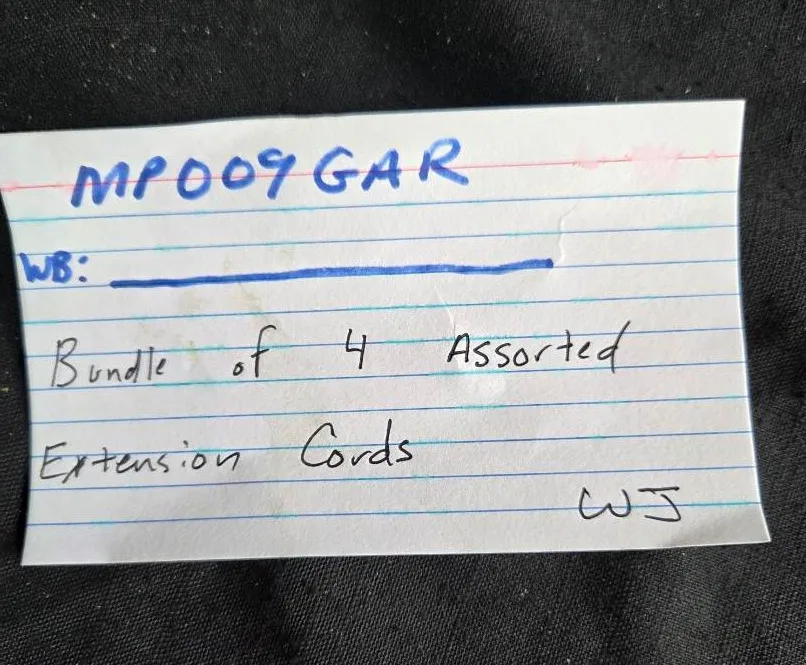 MP009GAR
WB:
Bundle of 4 Assorted
Extension Cords
WJ